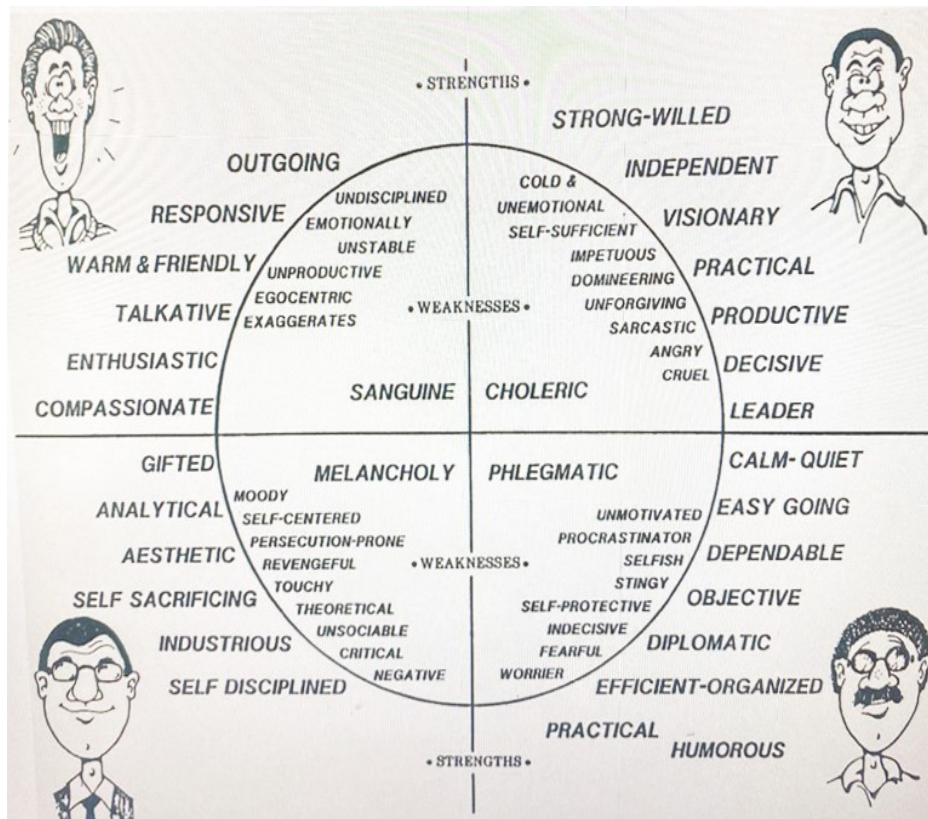 • STRENGTHS •
OUTGOING
RESPONSIVE
WARM & FRIENDLY
TALKATIVE
ENTHUSIASTIC
COMPASSIONATE
UNDISCIPLINED
EMOTIONALLY
UNSTABLE
UNPRODUCTIVE
EGOCENTRIC
EXAGGERATES
SANGUINE
STRONG-WILLED
INDEPENDENT
VISIONARY
PRACTICAL
PRODUCTIVE
DECISIVE
LEADER
COLD &
UNEMOTIONAL
SELF-SUFFICIENT
IMPETUOUS
DOMINEERING
UNFORGIVING
SARCASTIC
ANGRY
CRUEL
CHOLERIC
• WEAKNESSES •
GIFTED
ANALYTICAL
AESTHETIC
SELF SACRIFICING
INDUSTRIOUS
SELF DISCIPLINED
MELANCHOLY
MOODY
SELF-CENTERED
PERSECUTION-PRONE
REVENGEFUL
TOUCHY
THEORETICAL
UNSOCIABLE
CRITICAL
NEGATIVE
PHLEGMATIC
UNMOTIVATED
PROCRASTINATOR
SELFISH
STINGY
SELF-PROTECTIVE
INDECISIVE
FEARFUL
WORRIER
• WEAKNESSES •
CALM-QUIET
EASY GOING
DEPENDABLE
OBJECTIVE
DIPLOMATIC
EFFICIENT-ORGANIZED
PRACTICAL
HUMOROUS
• STRENGTHS •